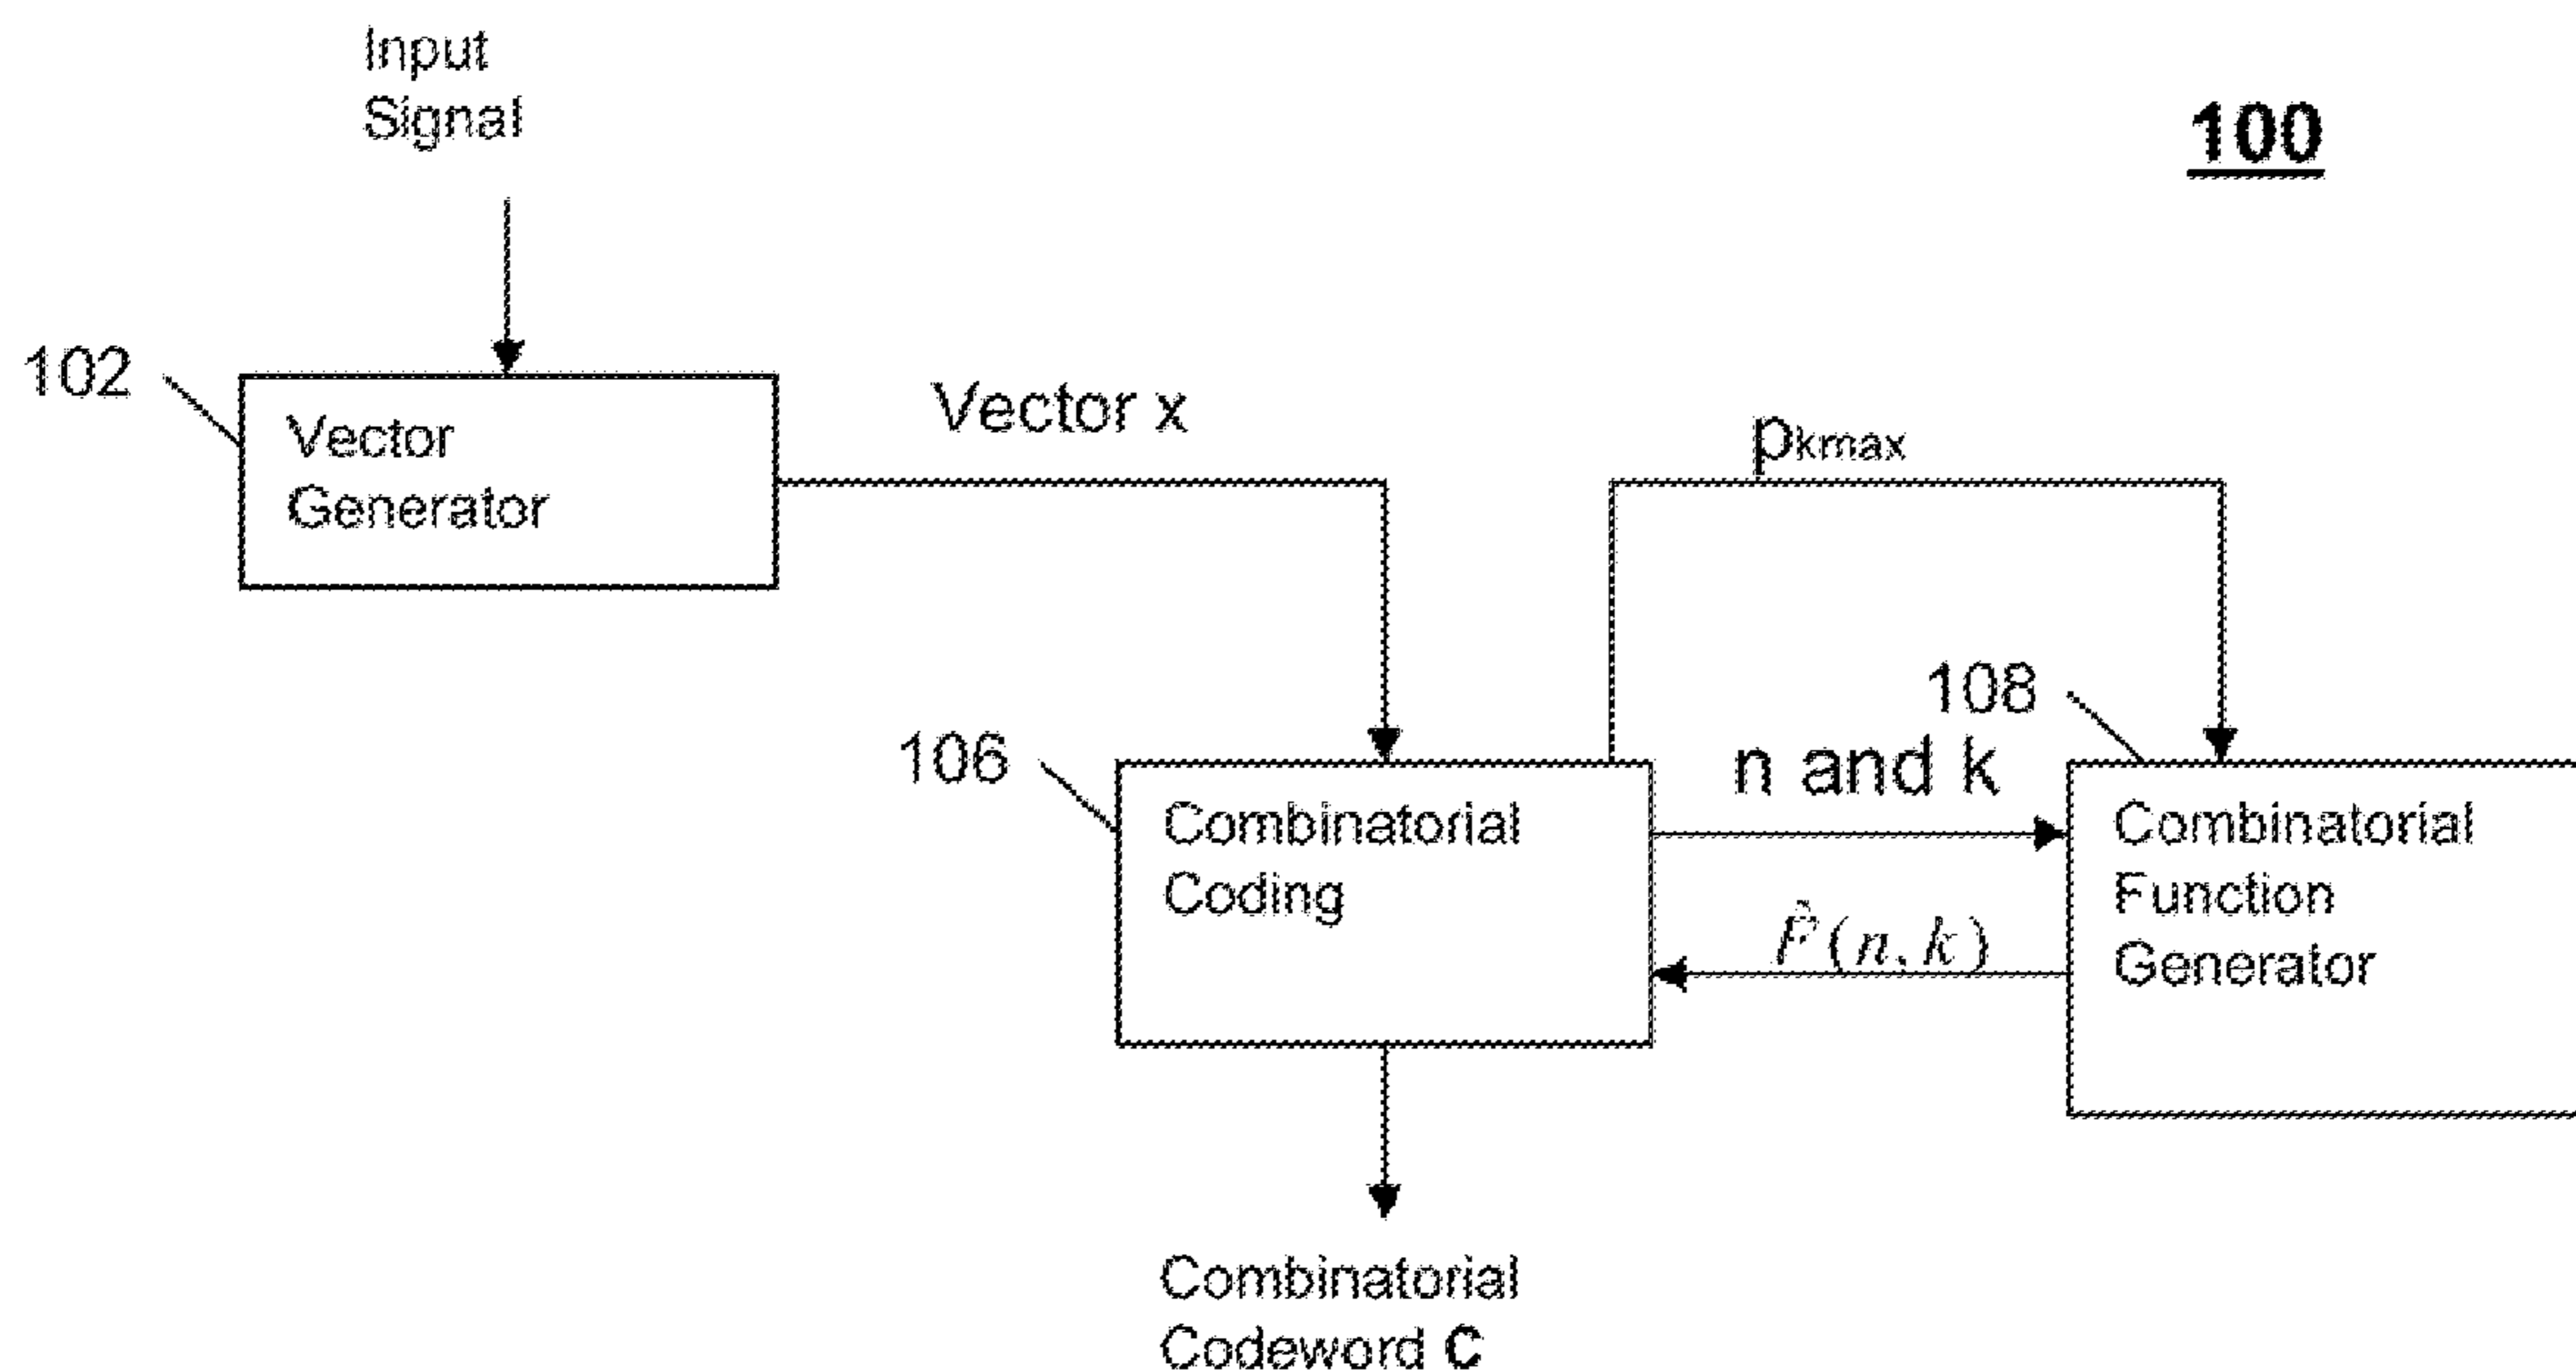 Input
Signal
100
102
Vector
Generator
Vector x
pkmax
108
106
n and k
Combinatorial
Coding
Combinatorial
Function
Generator
F̂(n, k)
Combinatorial
Codeword C